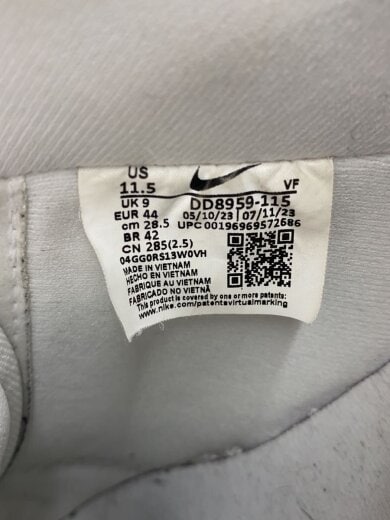 US
11.5 VF
UK 9 DD8959-115
EUR 44 05/10/23 | 07/11/23
cm 28.5 UPC 00196969572686
BR 42
CN 285(2.5)
04GG0RS13W0VH
MADE IN VIETNAM
HECHO EN VIETNAM
FABRIQUE AU VIETNAM
FABRICADO NO VIETNÃ
This product is covered by one or more patents.
www.nike.com/patentsvirtualmarking